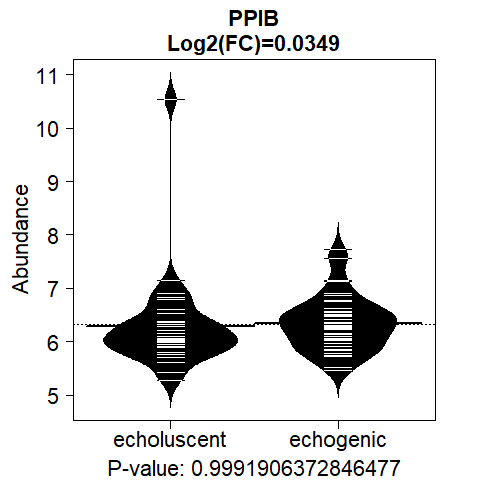 PPIB
Log2(FC)=0.0349
Abundance
11
10
9
8
7
6
5
echoluscent echogenic
P-value: 0.9991906372846477